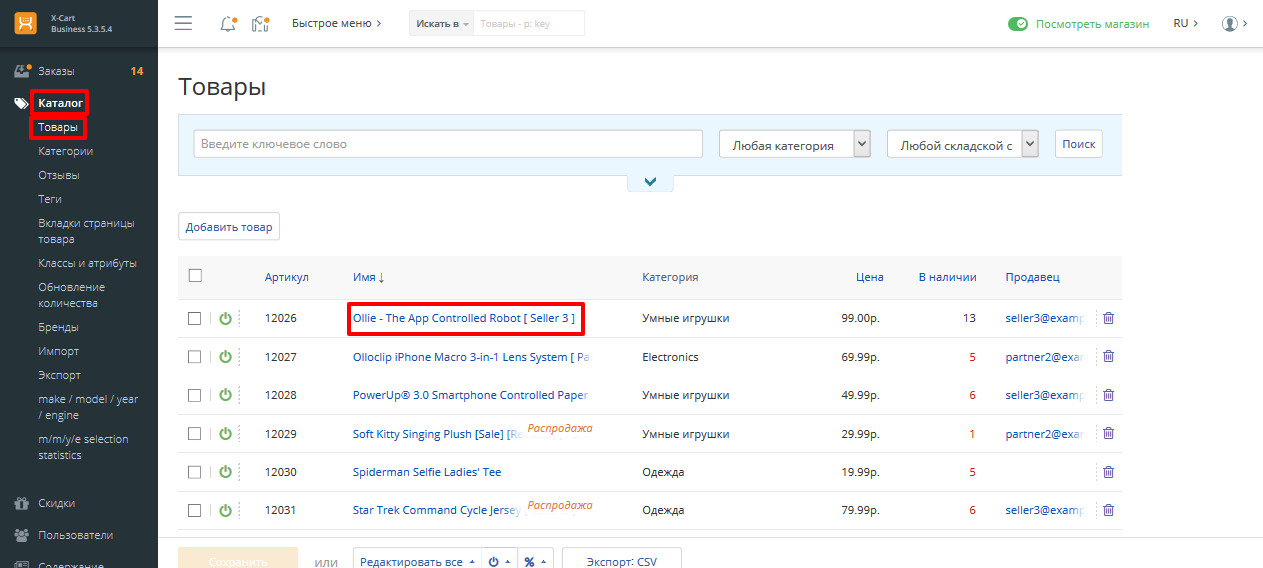 X-Cart
Business 5.3.5.4
Быстрое меню
Искать в
Товары - p: key
Посмотреть магазин
RU
Заказы 14
Каталог
Товары
Категории
Отзывы
Теги
Вкладки страницы
товара
Классы и атрибуты
Обновление
количества
Бренды
Импорт
Экспорт
make / model / year
/ engine
m/m/y/e selection
statistics
Скидки
Пользователи
Содержание
Товары
Введите ключевое слово
Любая категория
Любой складской с
Поиск
Добавить товар
Артикул Имя ↓ Категория Цена В наличии Продавец
12026 Ollie - The App Controlled Robot [ Seller 3 ] Умные игрушки 99.00р. 13 seller3@examp
12027 Olloclip iPhone Macro 3-in-1 Lens System [ Pa Electronics 69.99р. 5 partner2@exar
12028 PowerUp® 3.0 Smartphone Controlled Paper Умные игрушки 49.99р. 6 seller3@examp
12029 Soft Kitty Singing Plush [Sale] [Re Распродажа Умные игрушки 29.99р. 1 partner2@exar
12030 Spiderman Selfie Ladies' Tee Одежда 19.99р. 5
12031 Star Trek Command Cycle Jersey Распродажа Одежда 79.99р. 6 seller3@examp
Сохранить или Редактировать все % Экспорт: CSV